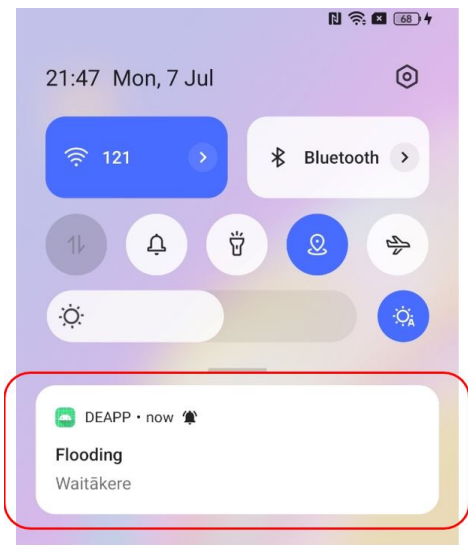 68
21:47 Mon, 7 Jul
121
Bluetooth
A
DEAPP • now
Flooding
Waitākere